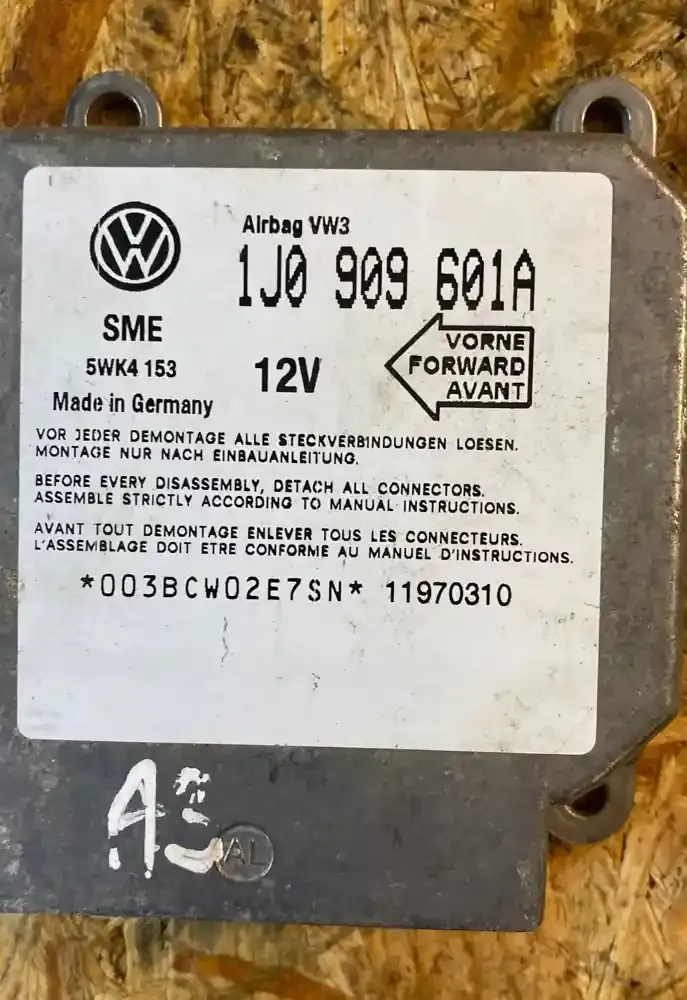 Airbag VW3
1J0 909 601A
SME
5WK4 153
12V
VORNE
FORWARD
AVANT
Made in Germany
VOR JEDER DEMONTAGE ALLE STECKVERBINDUNGEN LOESEN.
MONTAGE NUR NACH EINBAUANLEITUNG.
BEFORE EVERY DISASSEMBLY, DETACH ALL CONNECTORS.
ASSEMBLE STRICTLY ACCORDING TO MANUAL INSTRUCTIONS.
AVANT TOUT DEMONTAGE ENLEVER TOUS LES CONNECTEURS.
L'ASSEMBLAGE DOIT ETRE CONFORME AU MANUEL D'INSTRUCTIONS.
*003BCW02E7SN* 11970310
AL